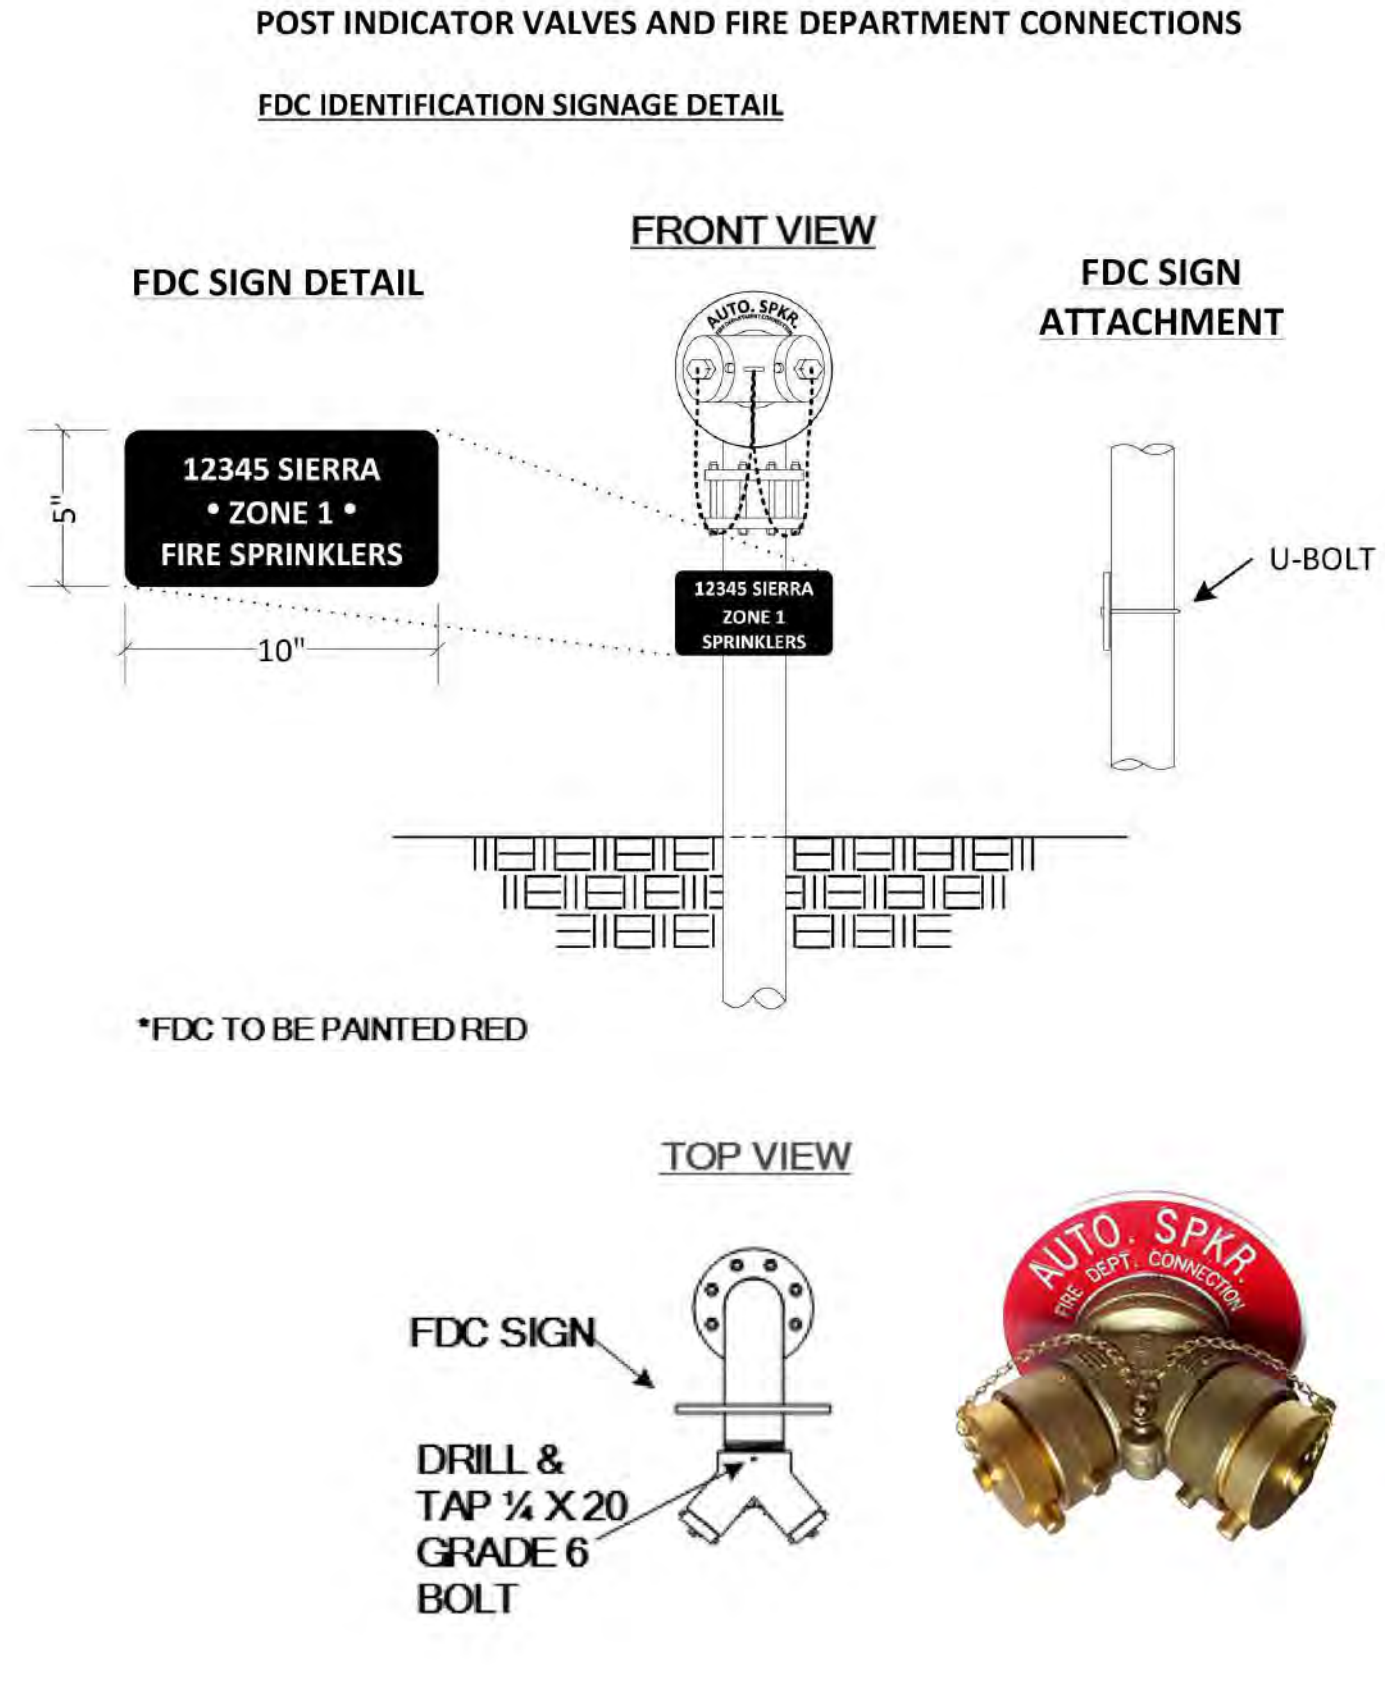 POST INDICATOR VALVES AND FIRE DEPARTMENT CONNECTIONS
FDC IDENTIFICATION SIGNAGE DETAIL
FRONT VIEW
FDC SIGN DETAIL
FDC SIGN
ATTACHMENT
AUTO. SPKR.
FIRE DEPARTMENT CONNECTION
12345 SIERRA
• ZONE 1 •
FIRE SPRINKLERS
5"
10"
12345 SIERRA
ZONE 1
SPRINKLERS
U-BOLT
*FDC TO BE PAINTED RED
TOP VIEW
FDC SIGN
DRILL &
TAP ¼ X 20
GRADE 6
BOLT
AUTO. SPKR.
FIRE DEPT. CONNECTION